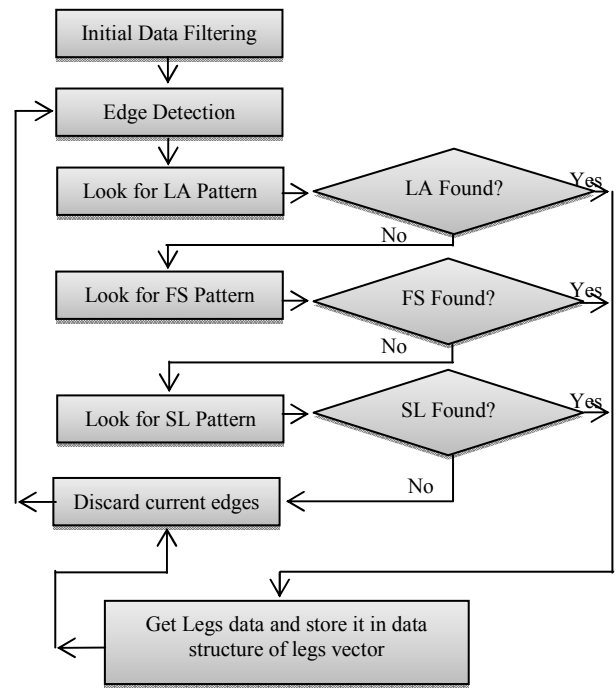 Initial Data Filtering
Edge Detection
Look for LA Pattern
LA Found?
Yes
No
Look for FS Pattern
FS Found?
Yes
No
Look for SL Pattern
SL Found?
Yes
No
Discard current edges
Get Legs data and store it in data
structure of legs vector